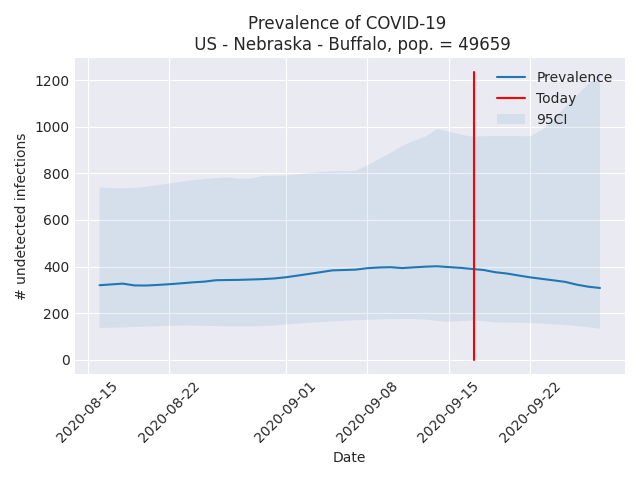 Prevalence of COVID-19
US - Nebraska - Buffalo, pop. = 49659
Prevalence
Today
95CI
1200
1000
800
600
400
200
0
# undetected infections
2020-08-15
2020-08-22
2020-09-01
2020-09-08
2020-09-15
2020-09-22
Date